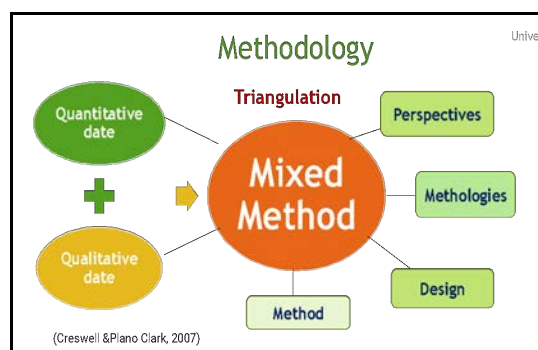 Methodology
Unive
Triangulation
Quantitative
date
Perspectives
Mixed
Method
Methologies
Qualitative
date
Design
Method
(Creswell &Plano Clark, 2007)